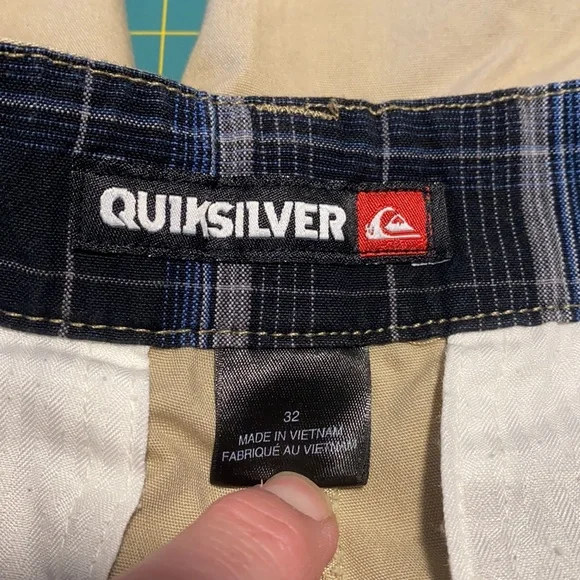 QUIKSILVER
32
MADE IN VIETNAM
FABRIQUÉ AU VIETNAM